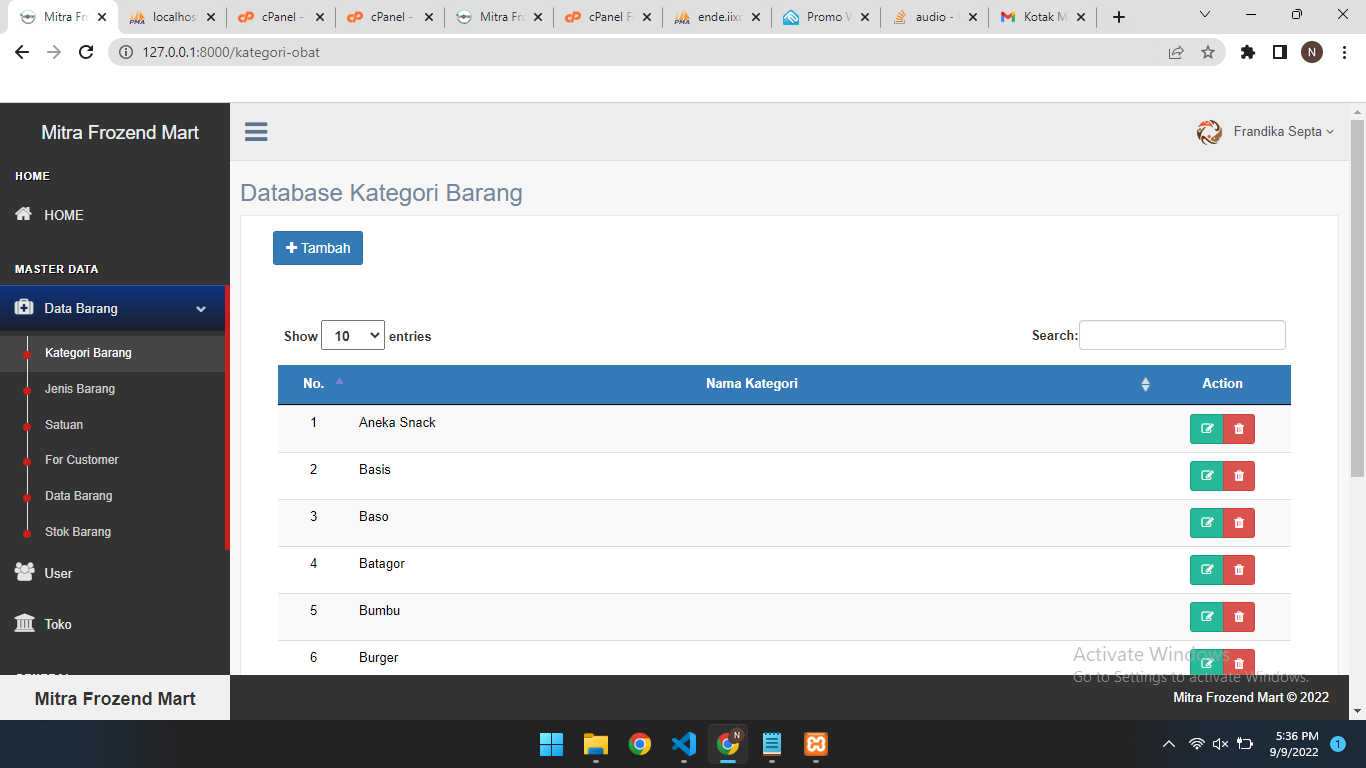 Mitra Fr
localhos
cPanel -
cPanel -
Mitra Fr
cPanel F
ende.iixc
Promo W
audio -
Kotak M
127.0.0.1:8000/kategori-obat
N
Mitra Frozend Mart
Frandika Septa
HOME
HOME
MASTER DATA
Data Barang
Kategori Barang
Jenis Barang
Satuan
For Customer
Data Barang
Stok Barang
User
Toko
Mitra Frozend Mart
Database Kategori Barang
Tambah
Show 10 entries
Search:
No. Nama Kategori Action
1 Aneka Snack
2 Basis
3 Baso
4 Batagor
5 Bumbu
6 Burger
Activate Windows
Go to Settings to activate Windows.
Mitra Frozend Mart © 2022
N
5:36 PM
9/9/2022
1